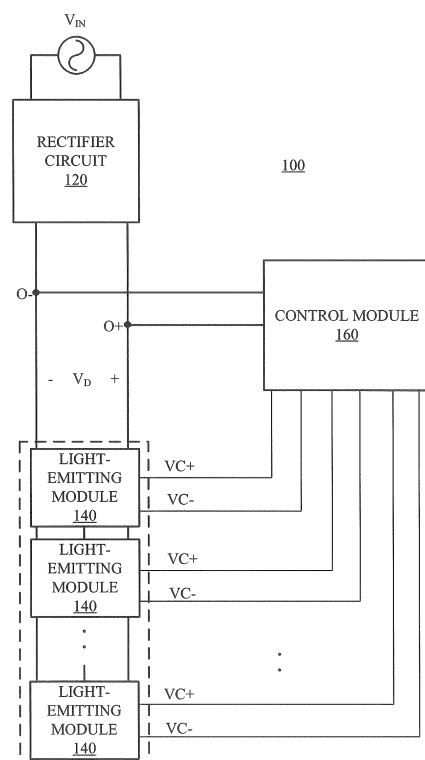 VIN
RECTIFIER
CIRCUIT
120
100
O-
O+
CONTROL MODULE
160
- VD +
LIGHT-
EMITTING
MODULE
140
VC+
VC-
LIGHT-
EMITTING
MODULE
140
VC+
VC-
LIGHT-
EMITTING
MODULE
140
VC+
VC-